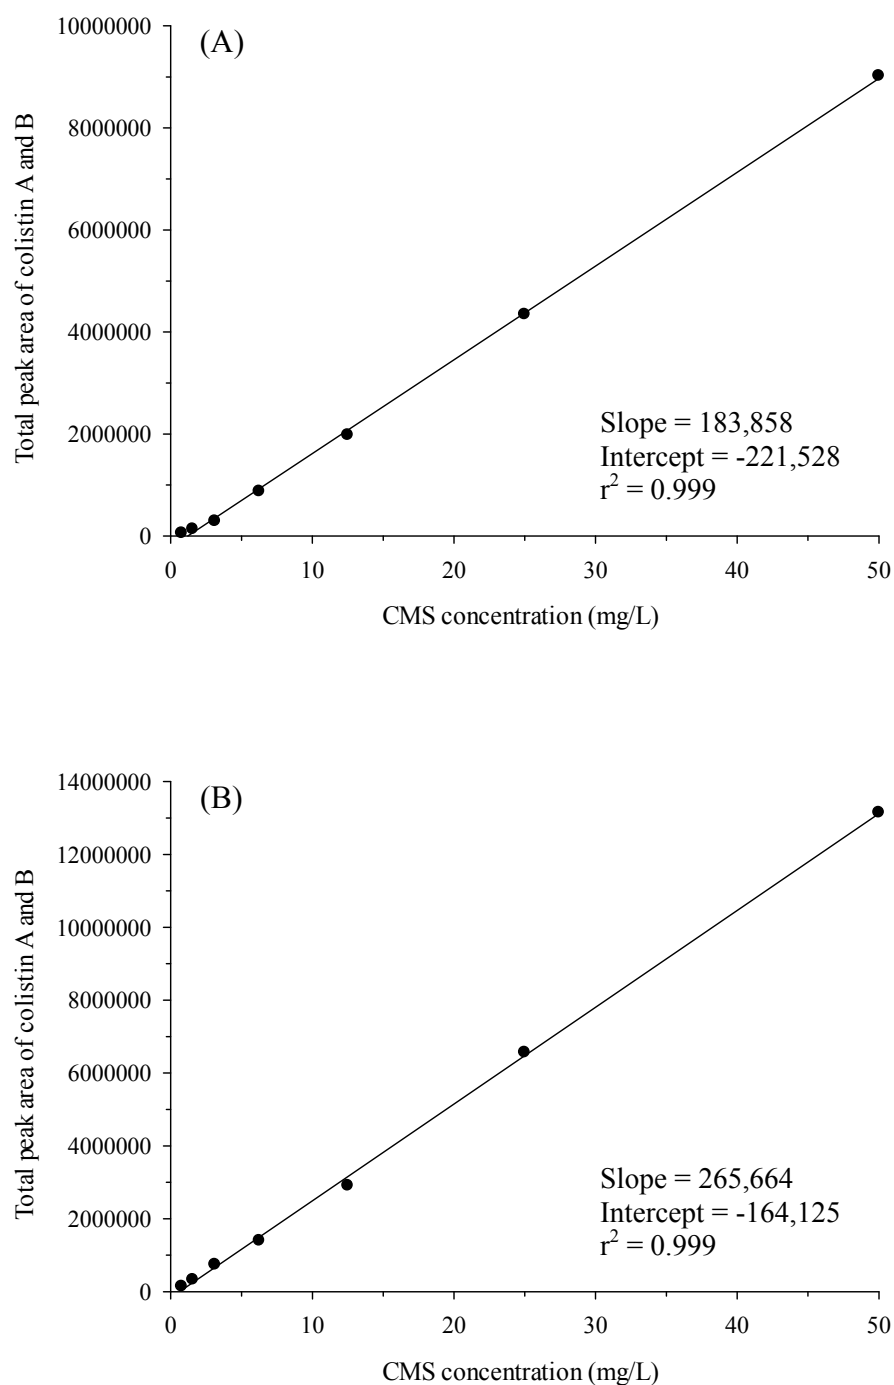 (A)
Total peak area of colistin A and B
10000000
8000000
6000000
4000000
2000000
0
Slope = 183,858
Intercept = -221,528
r² = 0.999
0 10 20 30 40 50
CMS concentration (mg/L)
(B)
Total peak area of colistin A and B
14000000
12000000
10000000
8000000
6000000
4000000
2000000
0
Slope = 265,664
Intercept = -164,125
r² = 0.999
0 10 20 30 40 50
CMS concentration (mg/L)